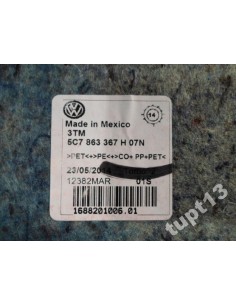 14
Made in Mexico
3TM
5C7 863 367 H 07N
>PET<+>PE<+>CO+ PP+PET<
23/05/20
12382MAR 01S
1688201006.01
tupt13